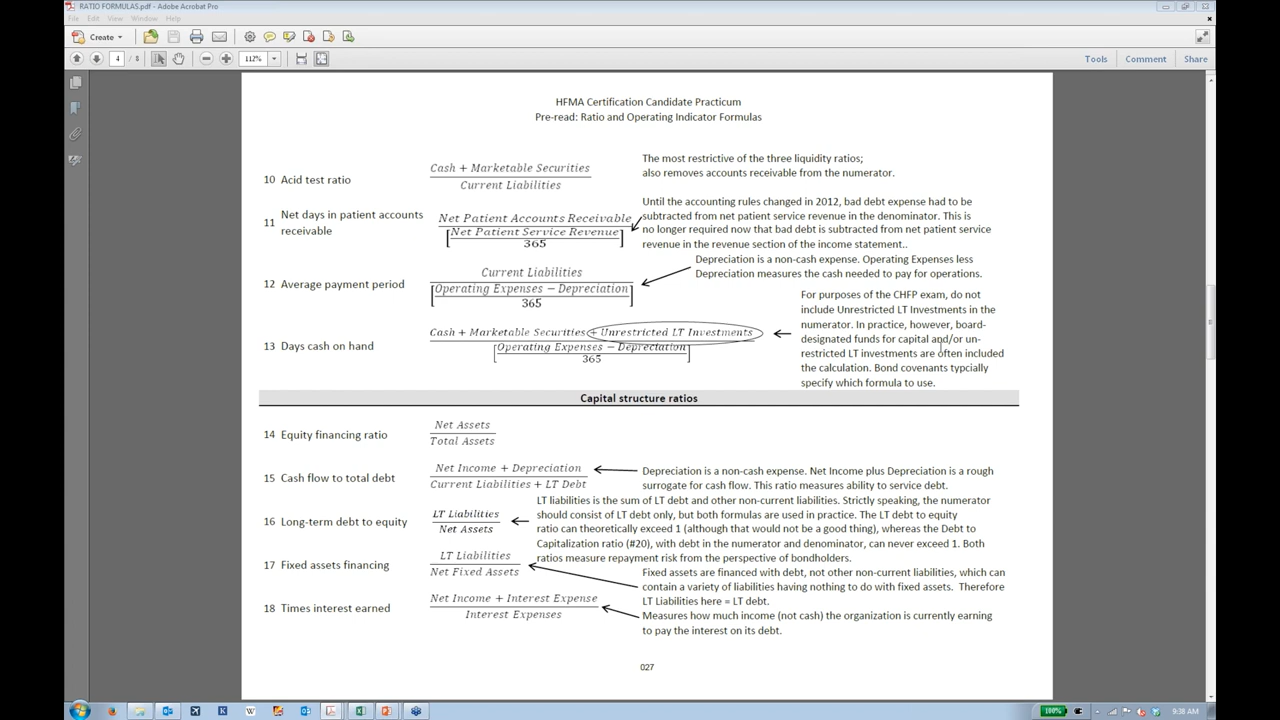 RATIO FORMULAS.pdf - Adobe Acrobat Pro
File Edit View Window Help
Create
4 / 8 112% Tools Comment Share
HFMA Certification Candidate Practicum
Pre-read: Ratio and Operating Indicator Formulas
10 Acid test ratio
Cash + Marketable Securities
Current Liabilities
The most restrictive of the three liquidity ratios;
also removes accounts receivable from the numerator.
11 Net days in patient accounts
receivable
Net Patient Accounts Receivable
[Net Patient Service Revenue]
365
Until the accounting rules changed in 2012, bad debt expense had to be
subtracted from net patient service revenue in the denominator. This is
no longer required now that bad debt is subtracted from net patient service
revenue in the revenue section of the income statement..
12 Average payment period
Current Liabilities
[Operating Expenses − Depreciation]
365
Depreciation is a non-cash expense. Operating Expenses less
Depreciation measures the cash needed to pay for operations.
13 Days cash on hand
Cash + Marketable Securities + Unrestricted LT Investments
[Operating Expenses − Depreciation]
365
For purposes of the CHFP exam, do not
include Unrestricted LT Investments in the
numerator. In practice, however, board-
designated funds for capital and/or un-
restricted LT investments are often included
the calculation. Bond covenants typcially
specify which formula to use.
Capital structure ratios
14 Equity financing ratio
Net Assets
Total Assets
15 Cash flow to total debt
Net Income + Depreciation
Current Liabilities + LT Debt
Depreciation is a non-cash expense. Net Income plus Depreciation is a rough
surrogate for cash flow. This ratio measures ability to service debt.
16 Long-term debt to equity
LT Liabilities
Net Assets
LT liabilities is the sum of LT debt and other non-current liabilities. Strictly speaking, the numerator
should consist of LT debt only, but both formulas are used in practice. The LT debt to equity
ratio can theoretically exceed 1 (although that would not be a good thing), whereas the Debt to
Capitalization ratio (#20), with debt in the numerator and denominator, can never exceed 1. Both
ratios measure repayment risk from the perspective of bondholders.
17 Fixed assets financing
LT Liabilities
Net Fixed Assets
Fixed assets are financed with debt, not other non-current liabilities, which can
contain a variety of liabilities having nothing to do with fixed assets. Therefore
LT Liabilities here = LT debt.
18 Times interest earned
Net Income + Interest Expense
Interest Expenses
Measures how much income (not cash) the organization is currently earning
to pay the interest on its debt.
027
100% 9:38 AM